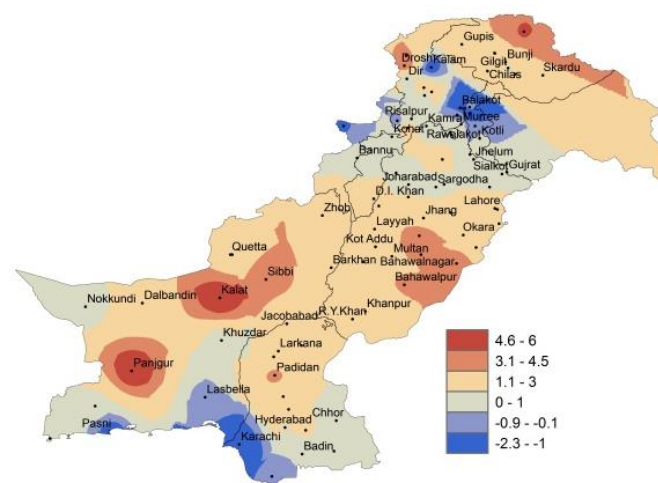 Gupis
Drosh
Kalam
Gilgit
Bunji
Dir
Chilas
Skardu
Balakot
Risalpur
Kamra
Murree
Kohat
Rawalakot
Kotli
Bannu
Jhelum
Sialkot
Gujrat
Joharabad
Sargodha
D.I. Khan
Zhob
Jhang
Lahore
Layyah
Okara
Quetta
Kot Addu
Multan
Barkhan
Bahawalnagar
Sibbi
Bahawalpur
Nokkundi
Dalbandin
Kalat
Jacobabad
R.Y.Khan
Khanpur
Khuzdar
Larkana
Panjgur
Padidan
Lasbella
Pasni
Hyderabad
Chhor
Karachi
Badin
4.6 - 6
3.1 - 4.5
1.1 - 3
0 - 1
-0.9 - -0.1
-2.3 - -1